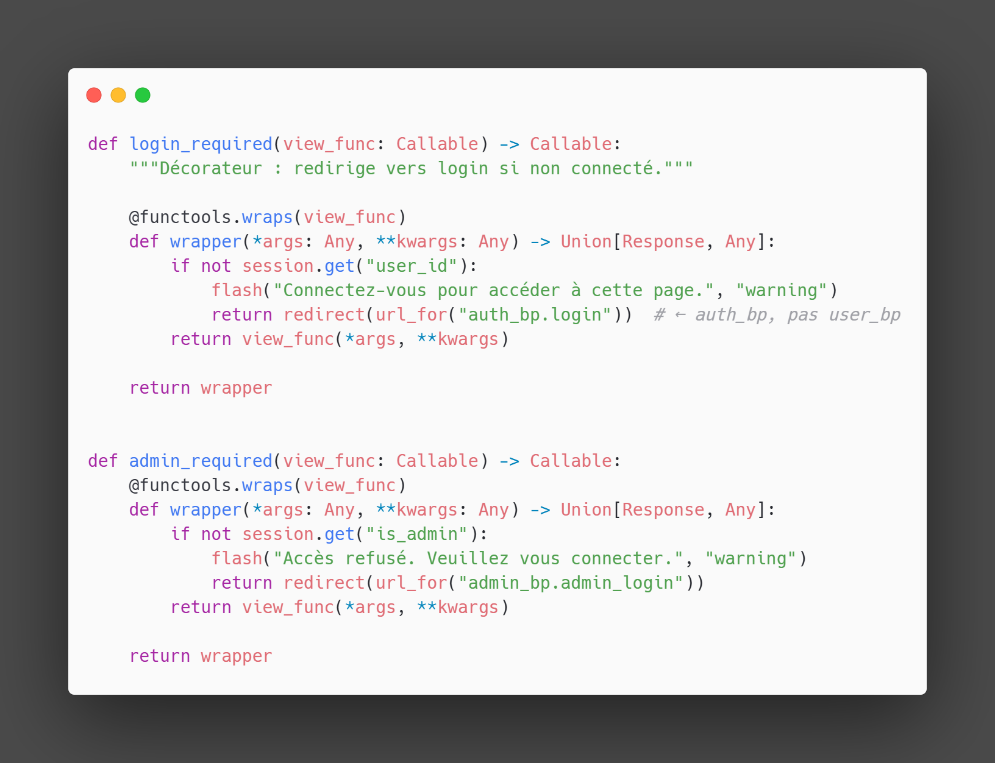 def login_required(view_func: Callable) -> Callable:
    """Décorateur : redirige vers login si non connecté."""

    @functools.wraps(view_func)
    def wrapper(*args: Any, **kwargs: Any) -> Union[Response, Any]:
        if not session.get("user_id"):
            flash("Connectez-vous pour accéder à cette page.", "warning")
            return redirect(url_for("auth_bp.login"))  # ← auth_bp, pas user_bp
        return view_func(*args, **kwargs)

    return wrapper


def admin_required(view_func: Callable) -> Callable:
    @functools.wraps(view_func)
    def wrapper(*args: Any, **kwargs: Any) -> Union[Response, Any]:
        if not session.get("is_admin"):
            flash("Accès refusé. Veuillez vous connecter.", "warning")
            return redirect(url_for("admin_bp.admin_login"))
        return view_func(*args, **kwargs)

    return wrapper